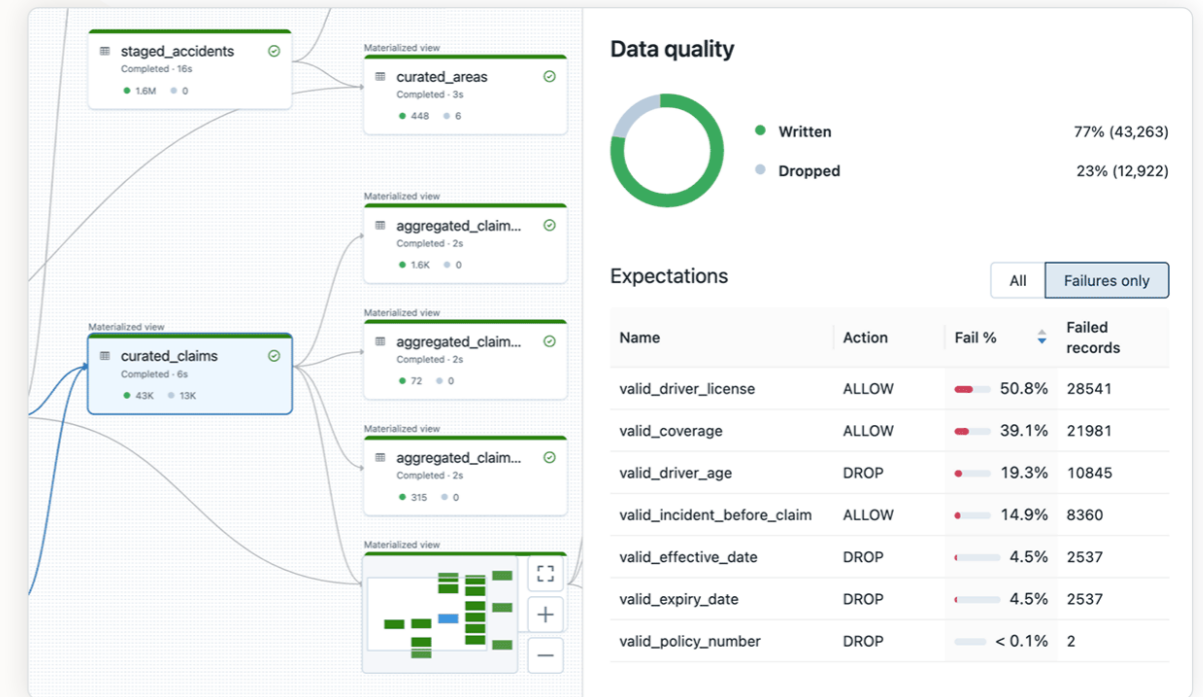 staged_accidents
Completed · 16s
1.6M 0
Materialized view
curated_areas
Completed · 3s
448 6
Materialized view
aggregated_claim...
Completed · 2s
1.6K 0
Materialized view
aggregated_claim...
Completed · 2s
72 0
Materialized view
curated_claims
Completed · 6s
43K 13K
Materialized view
aggregated_claim...
Completed · 2s
315 0
Materialized view
Data quality
Written 77% (43,263)
Dropped 23% (12,922)
Expectations
All Failures only
Name Action Fail % Failed records
valid_driver_license ALLOW 50.8% 28541
valid_coverage ALLOW 39.1% 21981
valid_driver_age DROP 19.3% 10845
valid_incident_before_claim ALLOW 14.9% 8360
valid_effective_date DROP 4.5% 2537
valid_expiry_date DROP 4.5% 2537
valid_policy_number DROP < 0.1% 2